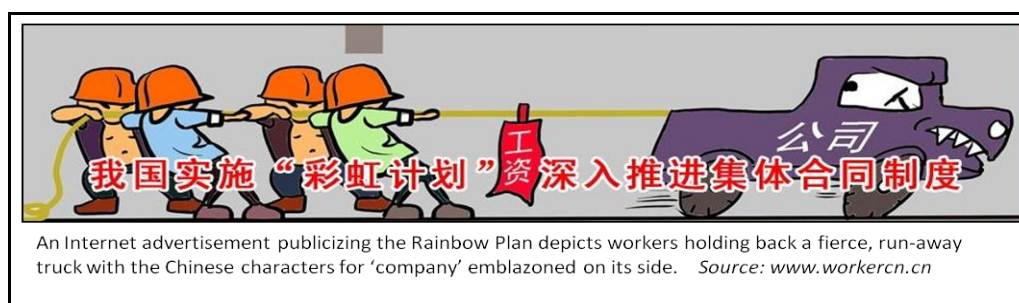 公司
工资
我国实施“彩虹计划” 深入推进集体合同制度
An Internet advertisement publicizing the Rainbow Plan depicts workers holding back a fierce, run-away
truck with the Chinese characters for ‘company’ emblazoned on its side. Source: www.workercn.cn